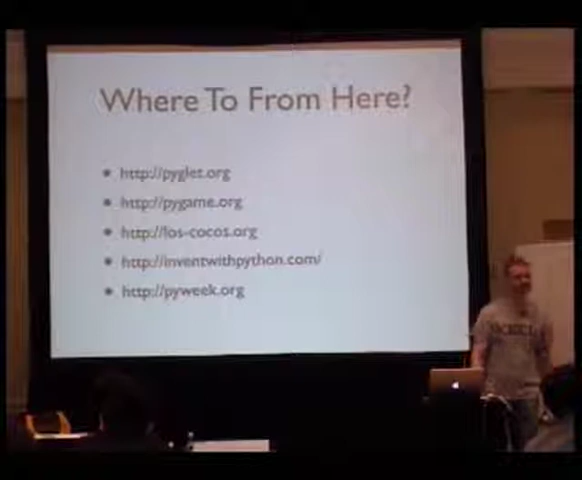 Where To From Here?
http://pyglet.org
http://pygame.org
http://los-cocos.org
http://inventwithpython.com/
http://pyweek.org